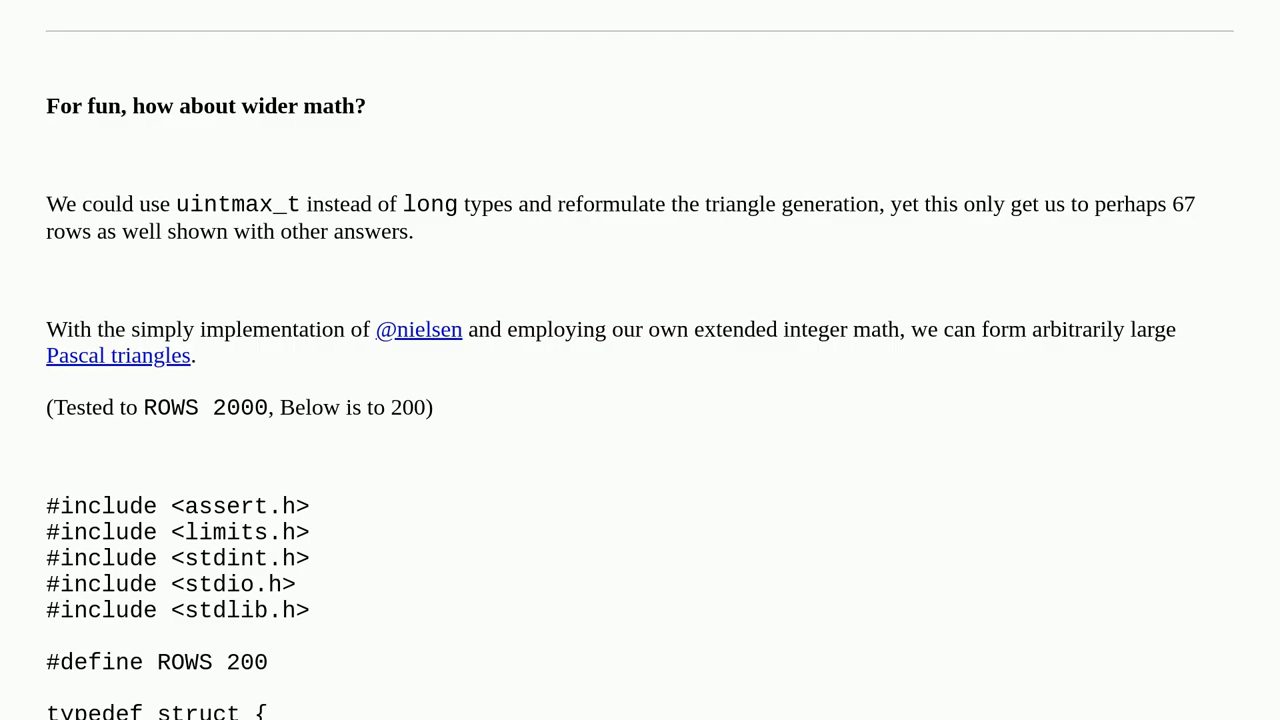 For fun, how about wider math?
We could use uintmax_t instead of long types and reformulate the triangle generation, yet this only get us to perhaps 67
rows as well shown with other answers.
With the simply implementation of @nielsen and employing our own extended integer math, we can form arbitrarily large
Pascal triangles.
(Tested to ROWS 2000, Below is to 200)
#include <assert.h>
#include <limits.h>
#include <stdint.h>
#include <stdio.h>
#include <stdlib.h>
#define ROWS 200
typedef struct {